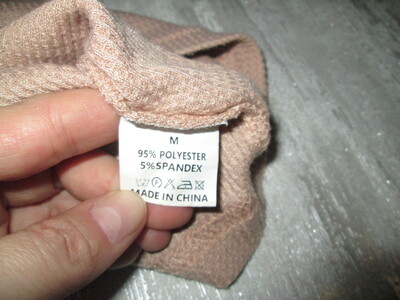 M
95% POLYESTER
5%SPANDEX
MADE IN CHINA